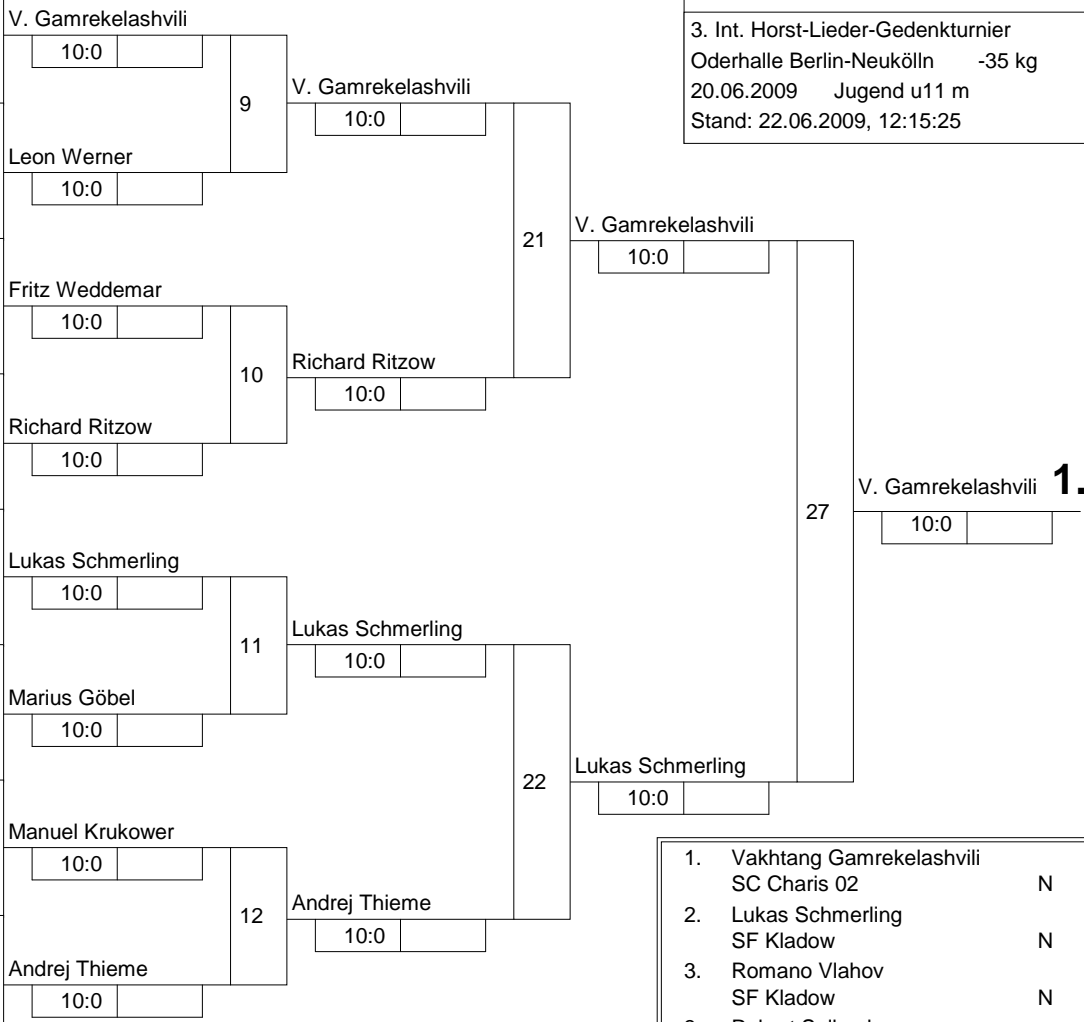 V. Gamrekelashvili
10:0
9
Leon Werner
10:0
Fritz Weddemar
10:0
10
Richard Ritzow
10:0
Lukas Schmerling
10:0
11
Marius Göbel
10:0
Manuel Krukower
10:0
12
Andrej Thieme
10:0
V. Gamrekelashvili
10:0
21
Richard Ritzow
10:0
Lukas Schmerling
10:0
22
Andrej Thieme
10:0
V. Gamrekelashvili
10:0
27
Lukas Schmerling
10:0
V. Gamrekelashvili 1.
10:0
3. Int. Horst-Lieder-Gedenkturnier
Oderhalle Berlin-Neukölln -35 kg
20.06.2009 Jugend u11 m
Stand: 22.06.2009, 12:15:25
1. Vakhtang Gamrekelashvili
SC Charis 02 N
2. Lukas Schmerling
SF Kladow N
3. Romano Vlahov
SF Kladow N